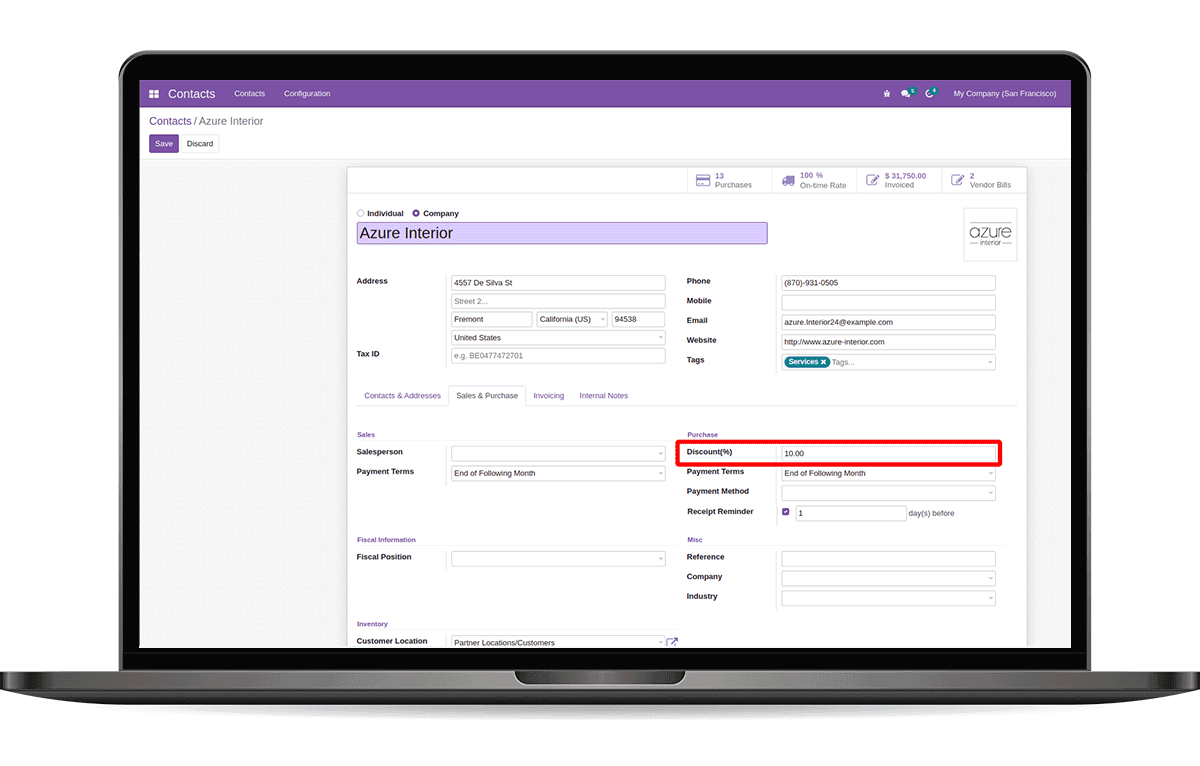 Contacts Contacts Configuration 5 4 My Company (San Francisco)
Contacts / Azure Interior
Save Discard
13 Purchases 100 % On-time Rate $ 31,750.00 Invoiced 2 Vendor Bills
Individual Company
Azure Interior
azure
interior
Address 4557 De Silva St
Street 2...
Fremont California (US) 94538
United States
Tax ID e.g. BE0477472701
Phone (870)-931-0505
Mobile
Email azure.Interior24@example.com
Website http://www.azure-interior.com
Tags Services × Tags...
Contacts & Addresses Sales & Purchase Invoicing Internal Notes
Sales
Salesperson
Payment Terms End of Following Month
Purchase
Discount(%) 10.00
Payment Terms End of Following Month
Payment Method
Receipt Reminder 1 day(s) before
Fiscal Information
Fiscal Position
Misc
Reference
Company
Industry
Inventory
Customer Location Partner Locations/Customers